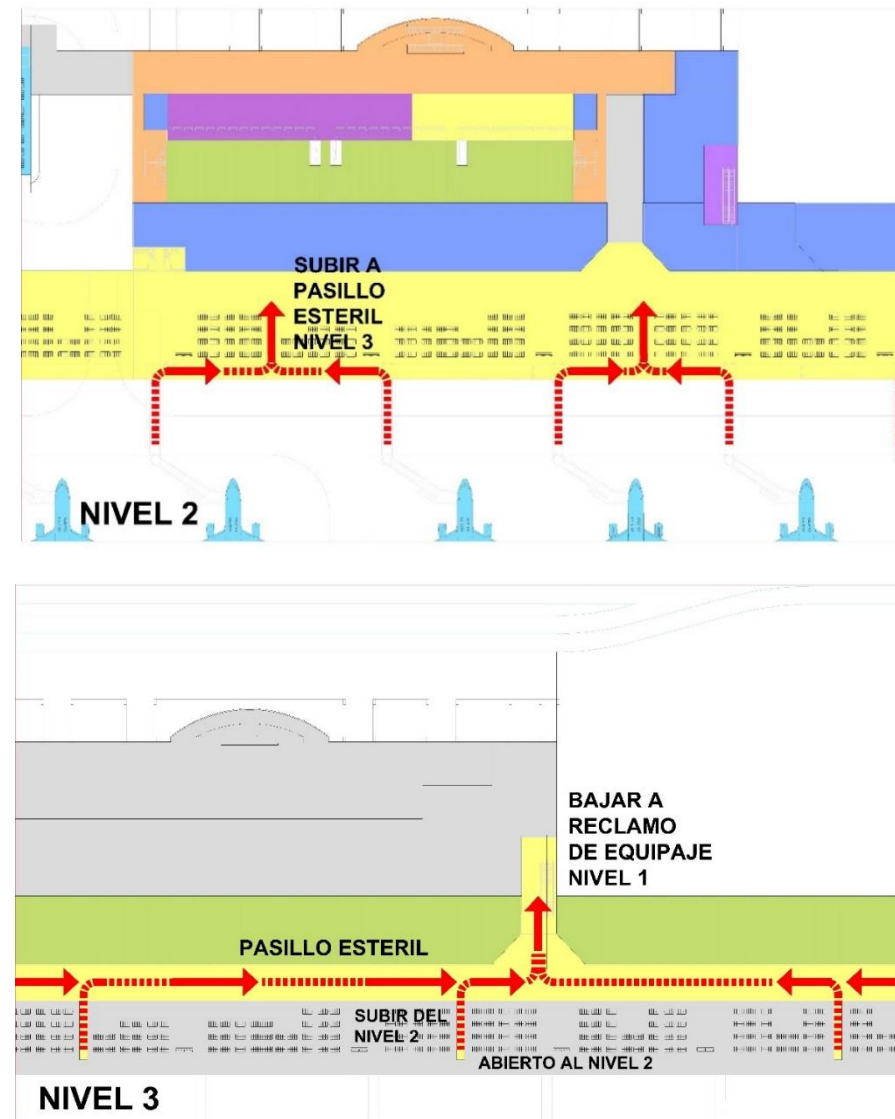 SUBIR A
PASILLO
ESTERIL
NIVEL 3
NIVEL 2
BAJAR A
RECLAMO
DE EQUIPAJE
NIVEL 1
PASILLO ESTERIL
SUBIR DEL
NIVEL 2
ABIERTO AL NIVEL 2
NIVEL 3